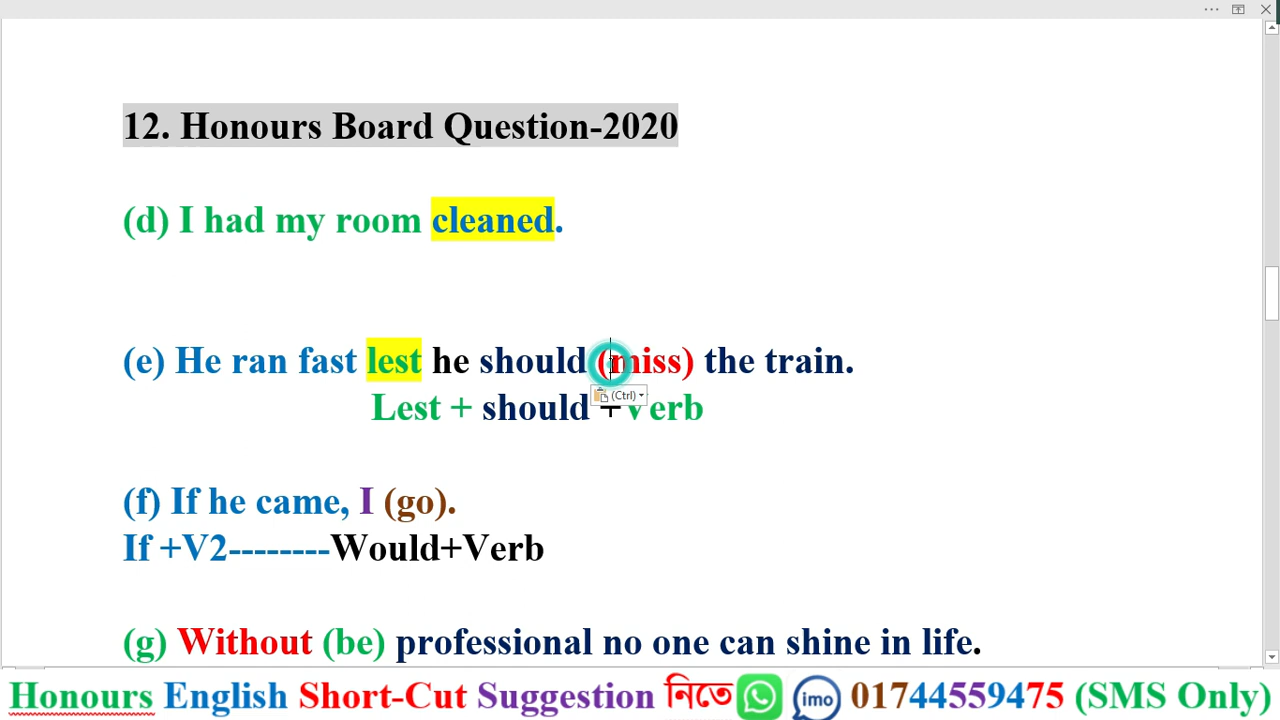 12. Honours Board Question-2020
(d) I had my room cleaned.
(e) He ran fast lest he should (miss) the train.
(Ctrl)
Lest + should +Verb
(f) If he came, I (go).
If +V2--------Would+Verb
(g) Without (be) professional no one can shine in life.
Honours English Short-Cut Suggestion নিতে imo 01744559475 (SMS Only)